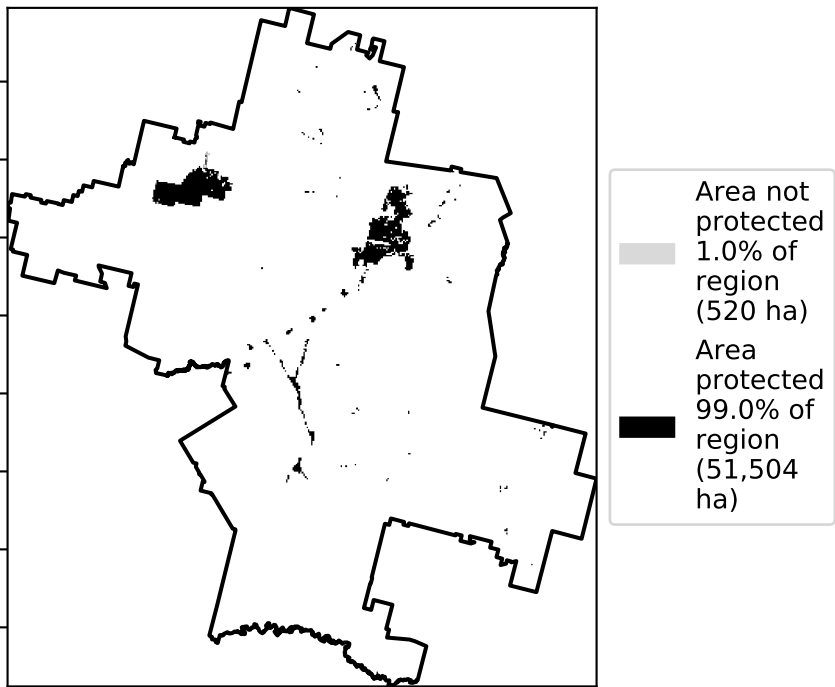 Area not
protected
1.0% of
region
(520 ha)
Area
protected
99.0% of
region
(51,504
ha)